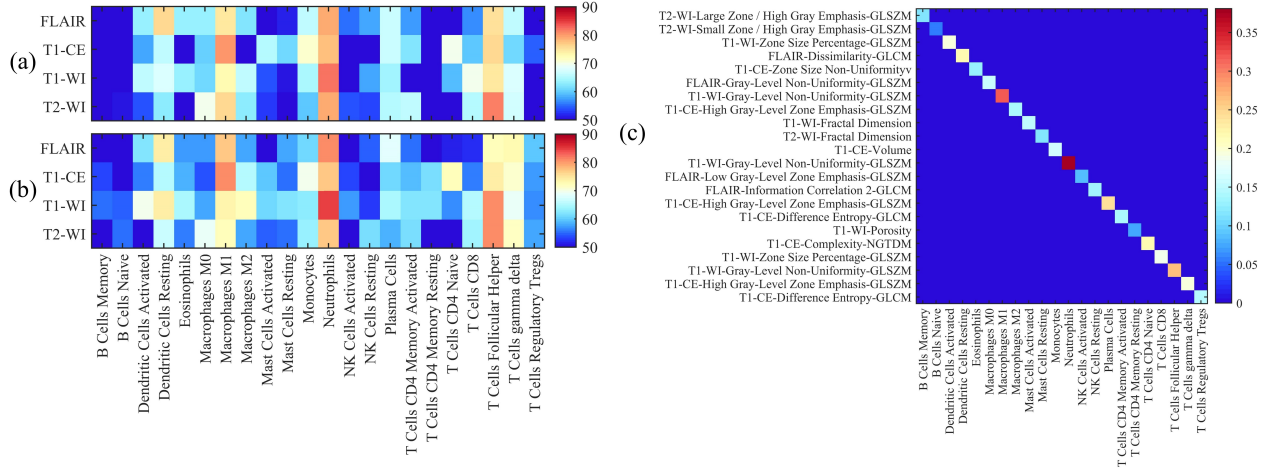 (a)
FLAIR
T1-CE
T1-WI
T2-WI
90
80
70
60
50
(b)
FLAIR
T1-CE
T1-WI
T2-WI
90
80
70
60
50
B Cells Memory
B Cells Naive
Dendritic Cells Activated
Dendritic Cells Resting
Eosinophils
Macrophages M0
Macrophages M1
Macrophages M2
Mast Cells Activated
Mast Cells Resting
Monocytes
Neutrophils
NK Cells Activated
NK Cells Resting
Plasma Cells
T Cells CD4 Memory Activated
T Cells CD4 Memory Resting
T Cells CD4 Naive
T Cells CD8
T Cells Follicular Helper
T Cells gamma delta
T Cells Regulatory Tregs
(c)
T2-WI-Large Zone / High Gray Emphasis-GLSZM
T2-WI-Small Zone / High Gray Emphasis-GLSZM
T1-WI-Zone Size Percentage-GLSZM
FLAIR-Dissimilarity-GLCM
T1-CE-Zone Size Non-Uniformityv
FLAIR-Gray-Level Non-Uniformity-GLSZM
T1-WI-Gray-Level Non-Uniformity-GLSZM
T1-CE-High Gray-Level Zone Emphasis-GLSZM
T1-WI-Fractal Dimension
T2-WI-Fractal Dimension
T1-CE-Volume
T1-WI-Gray-Level Non-Uniformity-GLSZM
FLAIR-Low Gray-Level Zone Emphasis-GLSZM
FLAIR-Information Correlation 2-GLCM
T1-CE-High Gray-Level Zone Emphasis-GLSZM
T1-CE-Difference Entropy-GLCM
T1-WI-Porosity
T1-CE-Complexity-NGTDM
T1-WI-Zone Size Percentage-GLSZM
T1-WI-Gray-Level Non-Uniformity-GLSZM
T1-CE-High Gray-Level Zone Emphasis-GLSZM
T1-CE-Difference Entropy-GLCM
0.35
0.3
0.25
0.2
0.15
0.1
0.05
0
B Cells Memory
B Cells Naive
Dendritic Cells Activated
Dendritic Cells Resting
Eosinophils
Macrophages M0
Macrophages M1
Macrophages M2
Mast Cells Activated
Mast Cells Resting
Monocytes
Neutrophils
NK Cells Activated
NK Cells Resting
Plasma Cells
T Cells CD4 Memory Activated
T Cells CD4 Memory Resting
T Cells CD4 Naive
T Cells CD8
T Cells Follicular Helper
T Cells gamma delta
T Cells Regulatory Tregs